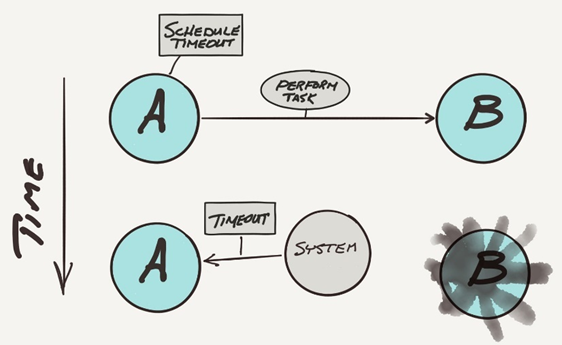 SCHEDULE
TIMEOUT
A
PERFORM
TASK
B
TIME
A
TIMEOUT
SYSTEM
B